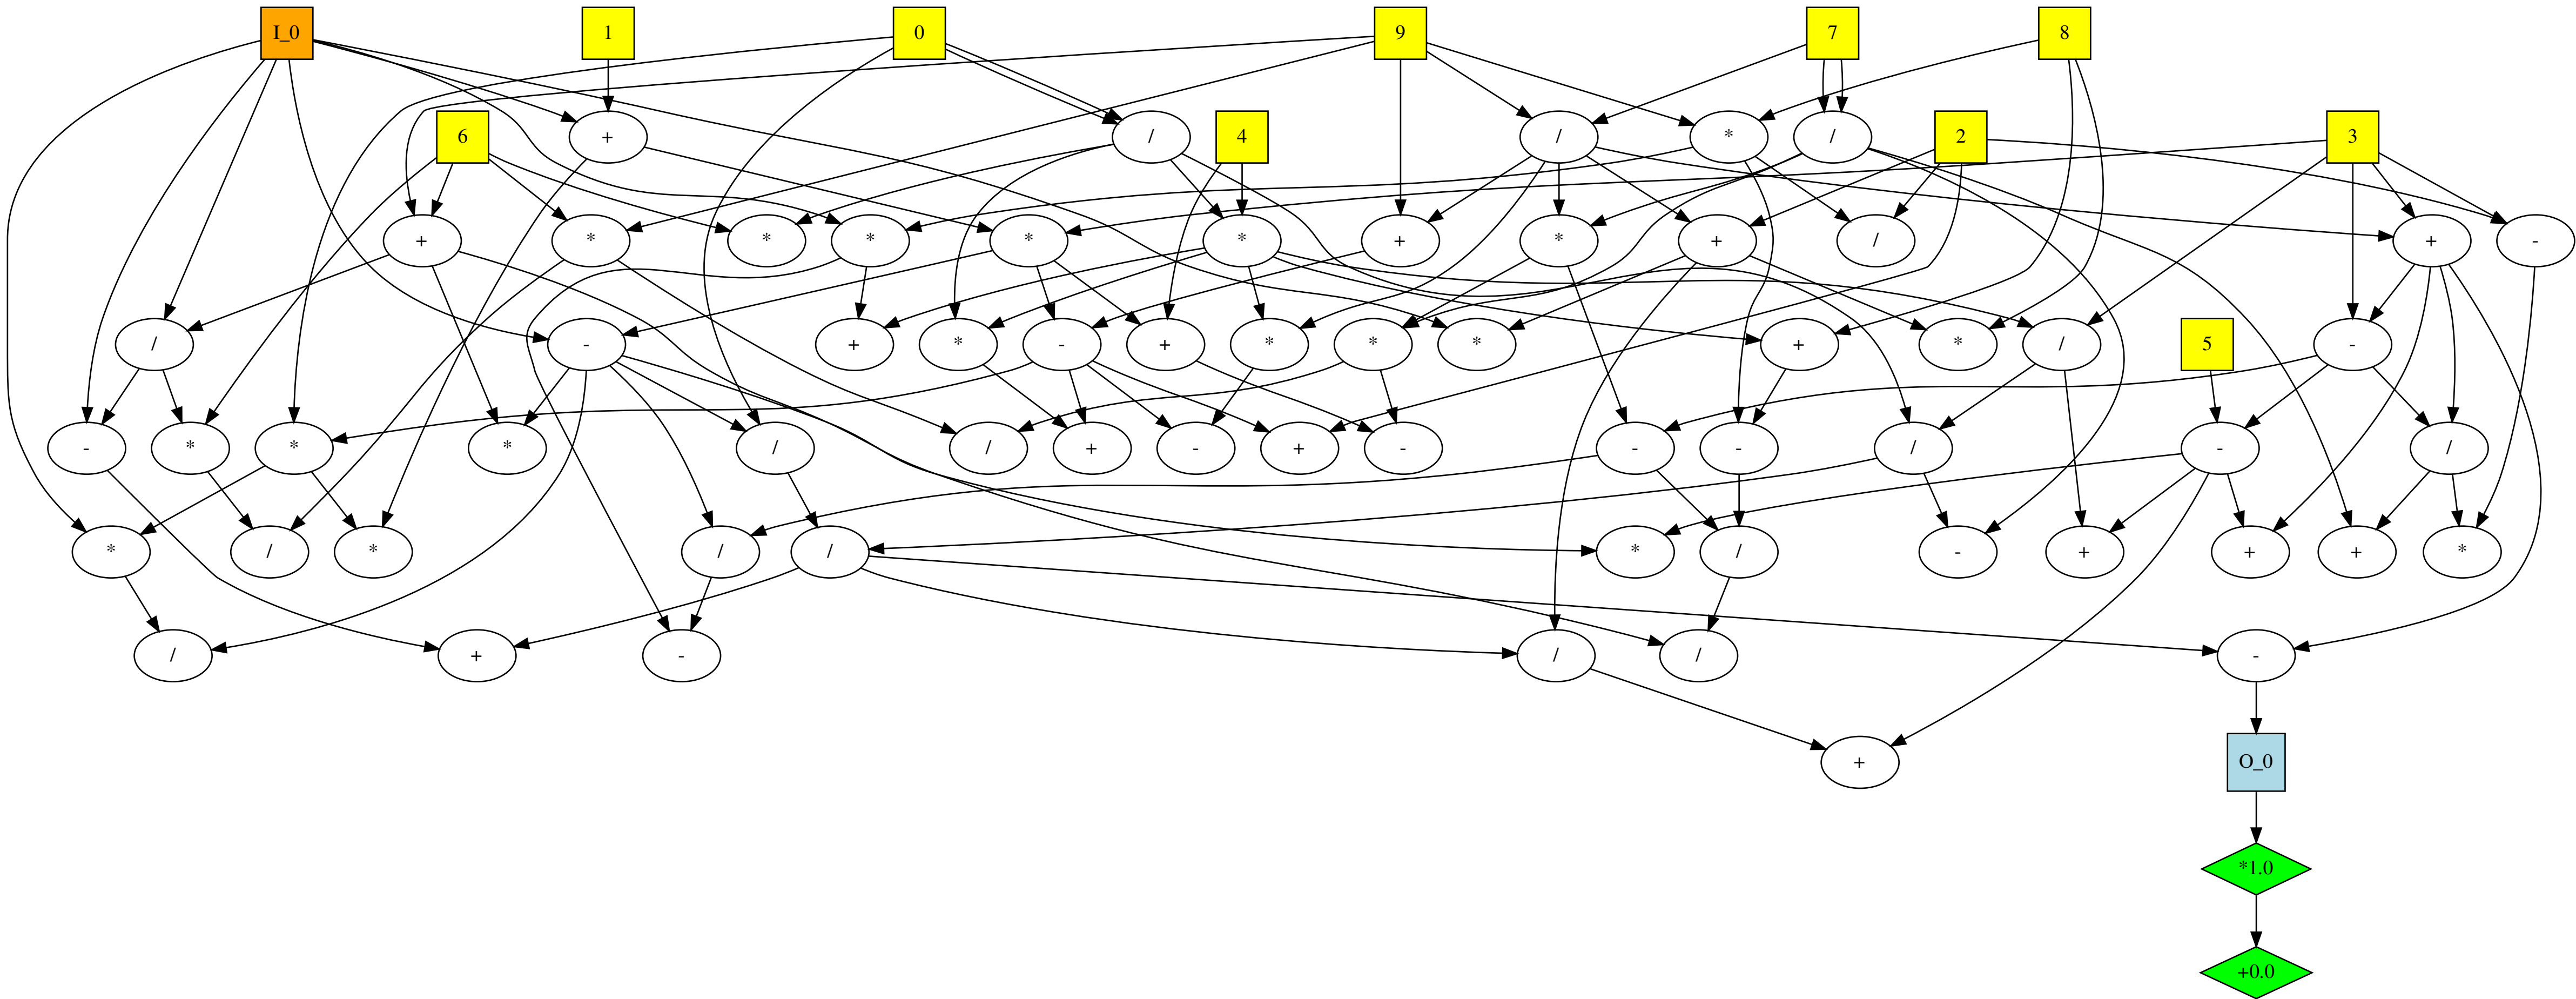 I_0 1 0 9 7 8
6 + / 4 / * / 2 3
+ * * * * * + * + / + -
/ - + * - + * * * + * / 5 -
- * * * / / + - + - - - / - /
* / * / / * / - + + + *
/ + - / / -
+ O_0
*1.0
+0.0